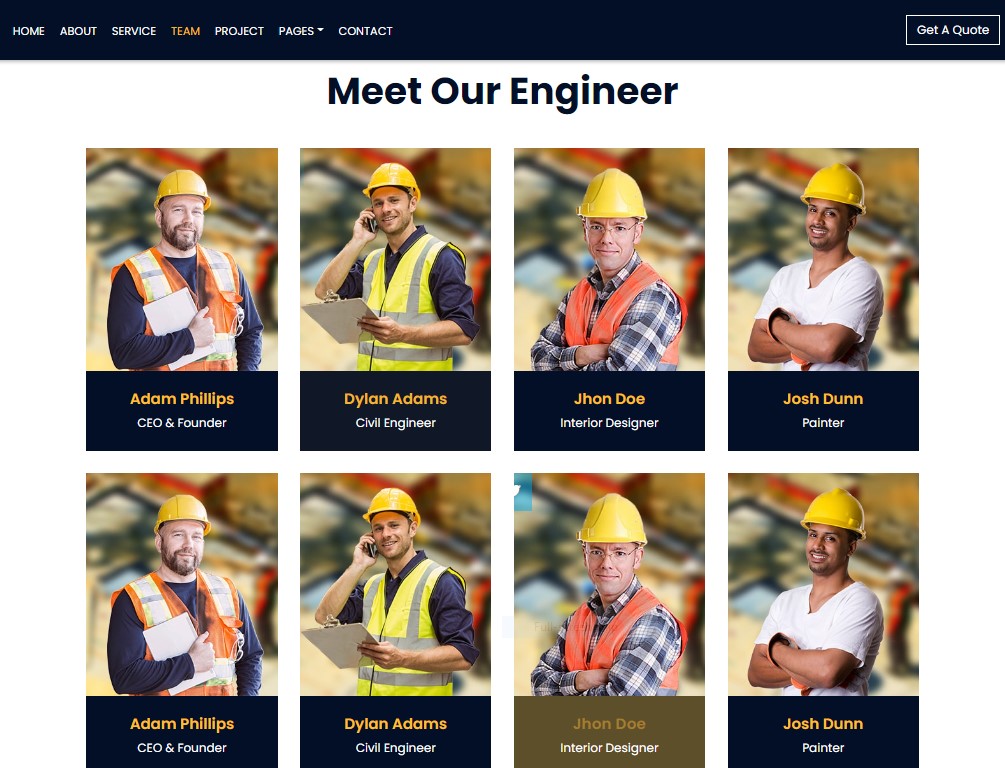 HOME ABOUT SERVICE TEAM PROJECT PAGES CONTACT Get A Quote
Meet Our Engineer
Adam Phillips Dylan Adams Jhon Doe Josh Dunn
CEO & Founder Civil Engineer Interior Designer Painter
Adam Phillips Dylan Adams Jhon Doe Josh Dunn
CEO & Founder Civil Engineer Interior Designer Painter